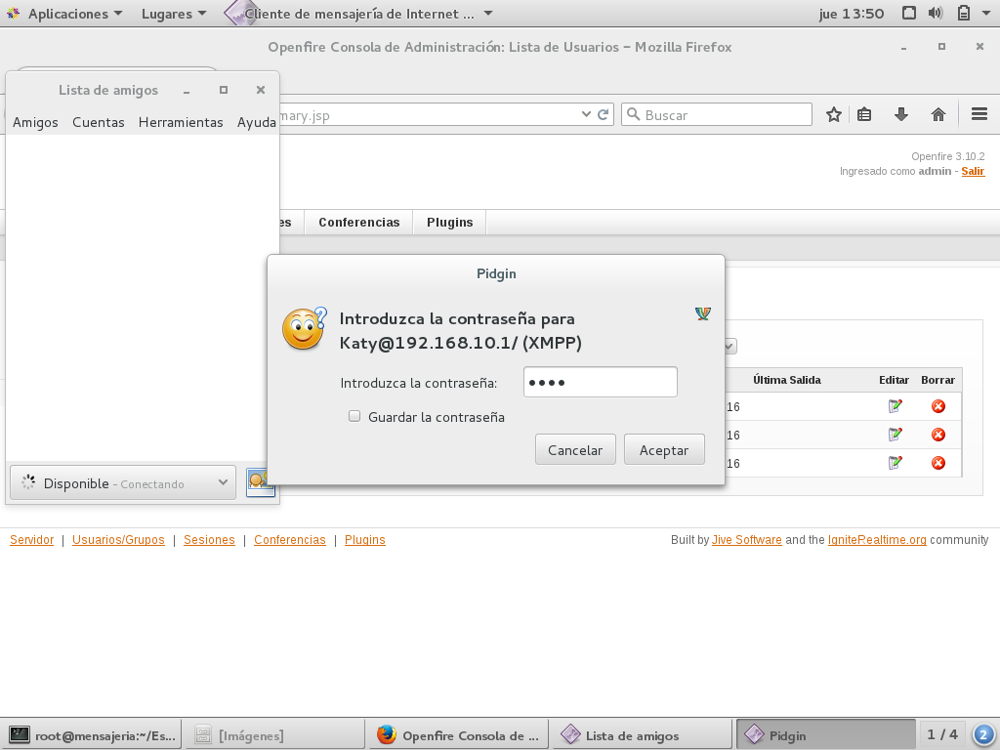 Aplicaciones Lugares Cliente de mensajería de Internet ... jue 13:50
Openfire Consola de Administración: Lista de Usuarios – Mozilla Firefox
Lista de amigos
Amigos Cuentas Herramientas Ayuda
mary.jsp Buscar
Openfire 3.10.2
Ingresado como admin - Salir
es Conferencias Plugins
Pidgin
Introduzca la contraseña para
Katy@192.168.10.1/ (XMPP)
Introduzca la contraseña: ●●●●
Guardar la contraseña
Cancelar Aceptar
Última Salida Editar Borrar
16
16
16
Disponible - Conectando
Servidor | Usuarios/Grupos | Sesiones | Conferencias | Plugins
Built by Jive Software and the IgniteRealtime.org community
root@mensajeria:~/Es... [Imágenes] Openfire Consola de ... Lista de amigos Pidgin 1 / 4 2